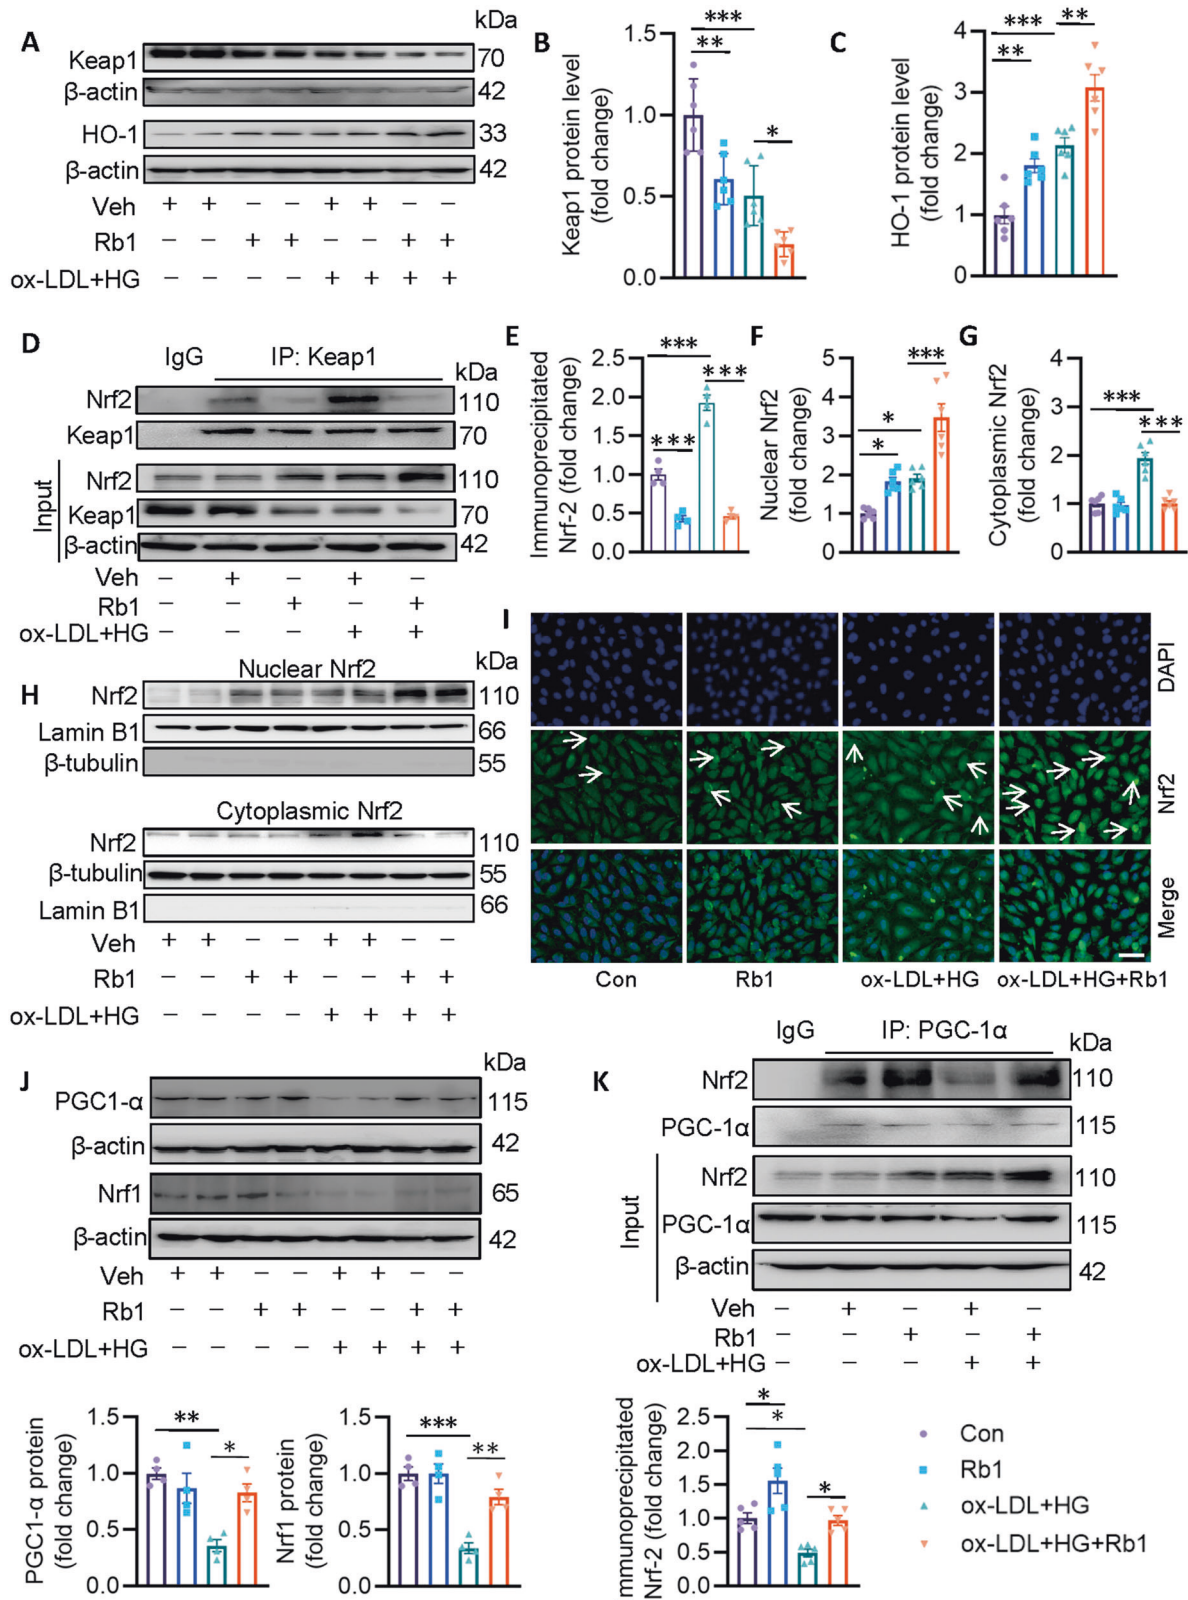 A
kDa
Keap1 70
β-actin 42
HO-1 33
β-actin 42
Veh + + − − + + − −
Rb1 − − + + − − + +
ox-LDL+HG − − − − + + + +
B
Keap1 protein level
(fold change)
1.5
1.0
0.5
0.0
***
**
*
C
HO-1 protein level
(fold change)
4
3
2
1
0
***
**
**
D
IgG IP: Keap1
kDa
Nrf2 110
Keap1 70
Input
Nrf2 110
Keap1 70
β-actin 42
Veh − + − + −
Rb1 − − + − +
ox-LDL+HG − − − + +
E
Immunoprecipitated
Nrf-2 (fold change)
2.5
2.0
1.5
1.0
0.5
0.0
***
***
***
F
Nuclear Nrf2
(fold change)
5
4
3
2
1
0
***
*
*
G
Cytoplasmic Nrf2
(fold change)
4
3
2
1
0
***
***
H
Nuclear Nrf2
kDa
Nrf2 110
Lamin B1 66
β-tubulin 55
Cytoplasmic Nrf2
Nrf2 110
β-tubulin 55
Lamin B1 66
Veh + + − − + + − −
Rb1 − − + + − − + +
ox-LDL+HG − − − − + + + +
I
DAPI
Nrf2
Merge
Con Rb1 ox-LDL+HG ox-LDL+HG+Rb1
J
kDa
PGC1-α 115
β-actin 42
Nrf1 65
β-actin 42
Veh + + − − + + − −
Rb1 − − + + − − + +
ox-LDL+HG − − − − + + + +
PGC1-α protein
(fold change)
1.5
1.0
0.5
0.0
**
*
Nrf1 protein
(fold change)
1.5
1.0
0.5
0.0
***
**
K
IgG IP: PGC-1α
kDa
Nrf2 110
PGC-1α 115
Input
Nrf2 110
PGC-1α 115
β-actin 42
Veh − + − + −
Rb1 − − + − +
ox-LDL+HG − − − + +
mmunoprecipitated
Nrf-2 (fold change)
2.5
2.0
1.5
1.0
0.5
0.0
*
*
*
Con
Rb1
ox-LDL+HG
ox-LDL+HG+Rb1